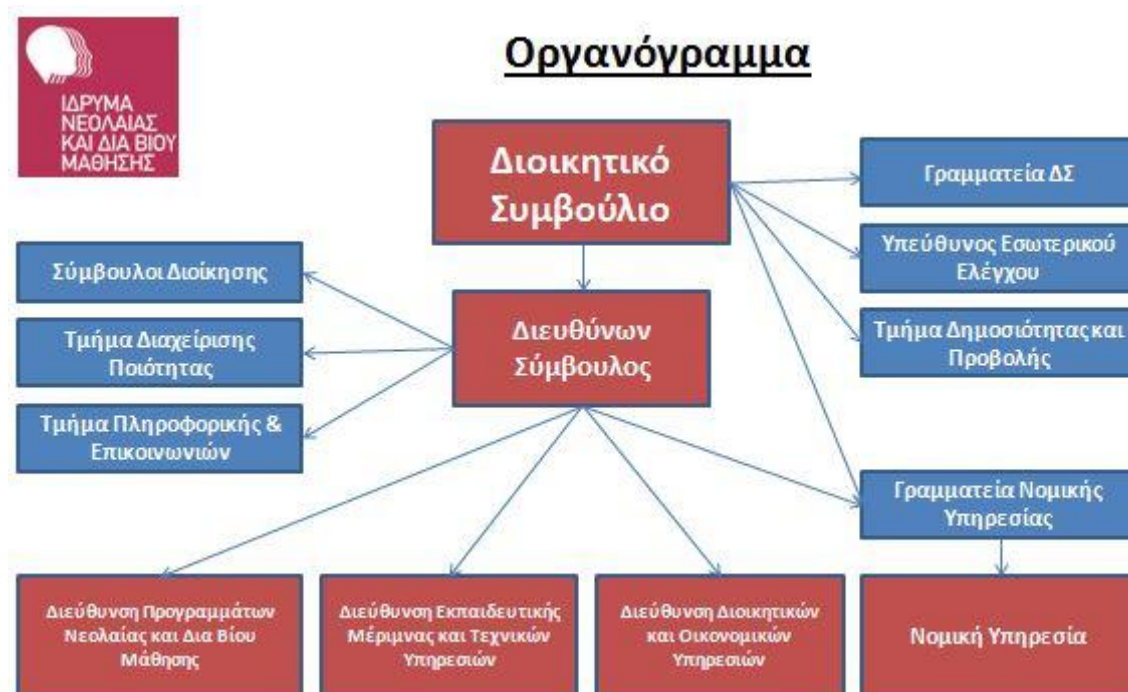 ΙΔΡΥΜΑ
ΝΕΟΛΑΙΑΣ
ΚΑΙ ΔΙΑ ΒΙΟΥ
ΜΑΘΗΣΗΣ
Οργανόγραμμα
Διοικητικό
Συμβούλιο
Γραμματεία ΔΣ
Υπεύθυνος Εσωτερικού
Ελέγχου
Τμήμα Δημοσιότητας και
Προβολής
Σύμβουλοι Διοίκησης
Τμήμα Διαχείρισης
Ποιότητας
Τμήμα Πληροφορικής &
Επικοινωνιών
Διευθύνων
Σύμβουλος
Γραμματεία Νομικής
Υπηρεσίας
Διεύθυνση Προγραμμάτων
Νεολαίας και Δια Βίου
Μάθησης
Διεύθυνση Εκπαιδευτικής
Μέριμνας και Τεχνικών
Υπηρεσιών
Διεύθυνση Διοικητικών
και Οικονομικών
Υπηρεσιών
Νομική Υπηρεσία